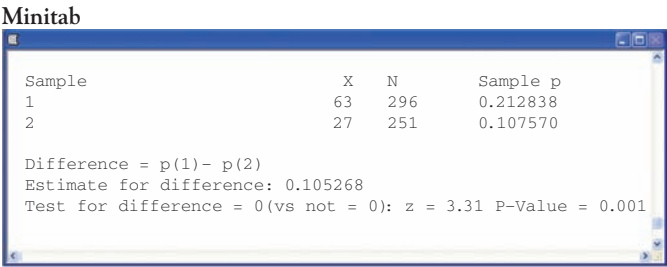 Minitab
Sample X N Sample p
1 63 296 0.212838
2 27 251 0.107570
Difference = p(1)- p(2)
Estimate for difference: 0.105268
Test for difference = 0(vs not = 0): z = 3.31 P-Value = 0.001